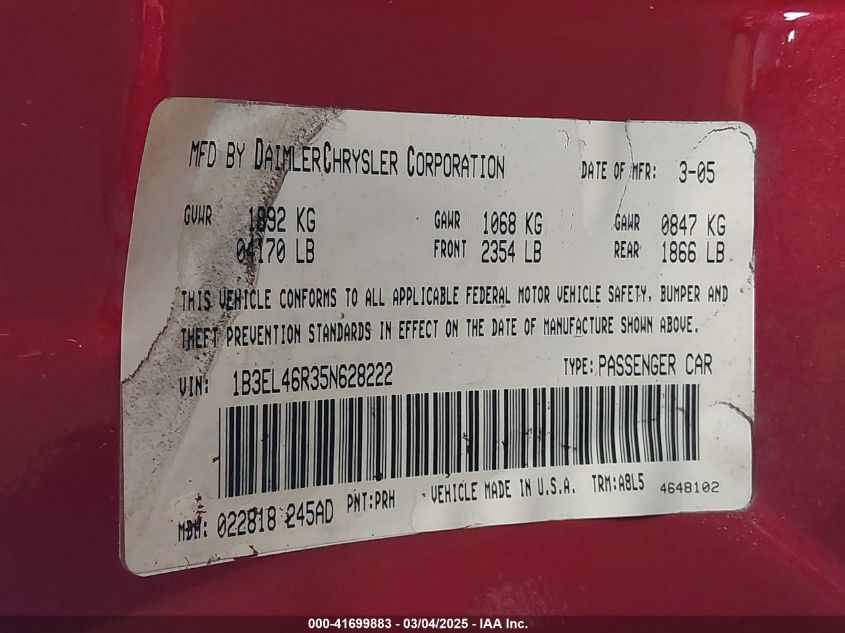 MFD BY DAIMLERCHRYSLER CORPORATION DATE OF MFR: 3-05
GVWR 1892 KG GAWR 1068 KG GAWR 0847 KG
04170 LB FRONT 2354 LB REAR 1866 LB
THIS VEHICLE CONFORMS TO ALL APPLICABLE FEDERAL MOTOR VEHICLE SAFETY, BUMPER AND
THEFT PREVENTION STANDARDS IN EFFECT ON THE DATE OF MANUFACTURE SHOWN ABOVE.
VIN: 1B3EL46R35N628222 TYPE: PASSENGER CAR
MDH: 022818 245AD PNT:PRH VEHICLE MADE IN U.S.A. TRM:A8L5 4648102
000-41699883 - 03/04/2025 - IAA Inc.